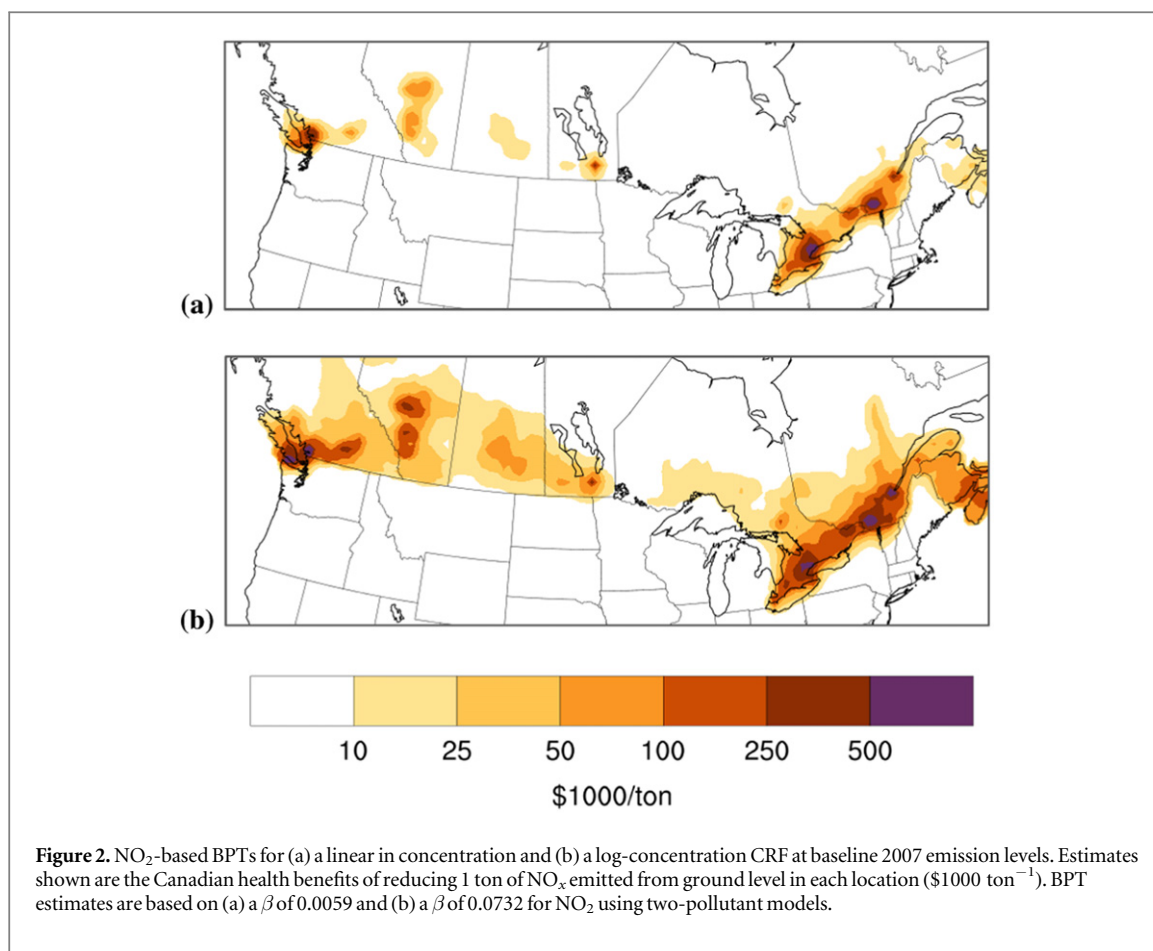 (a)
(b)
10 25 50 100 250 500
$1000/ton
Figure 2. NO₂-based BPTs for (a) a linear in concentration and (b) a log-concentration CRF at baseline 2007 emission levels. Estimates
shown are the Canadian health benefits of reducing 1 ton of NOₓ emitted from ground level in each location ($1000 ton⁻¹). BPT
estimates are based on (a) a β of 0.0059 and (b) a β of 0.0732 for NO₂ using two-pollutant models.